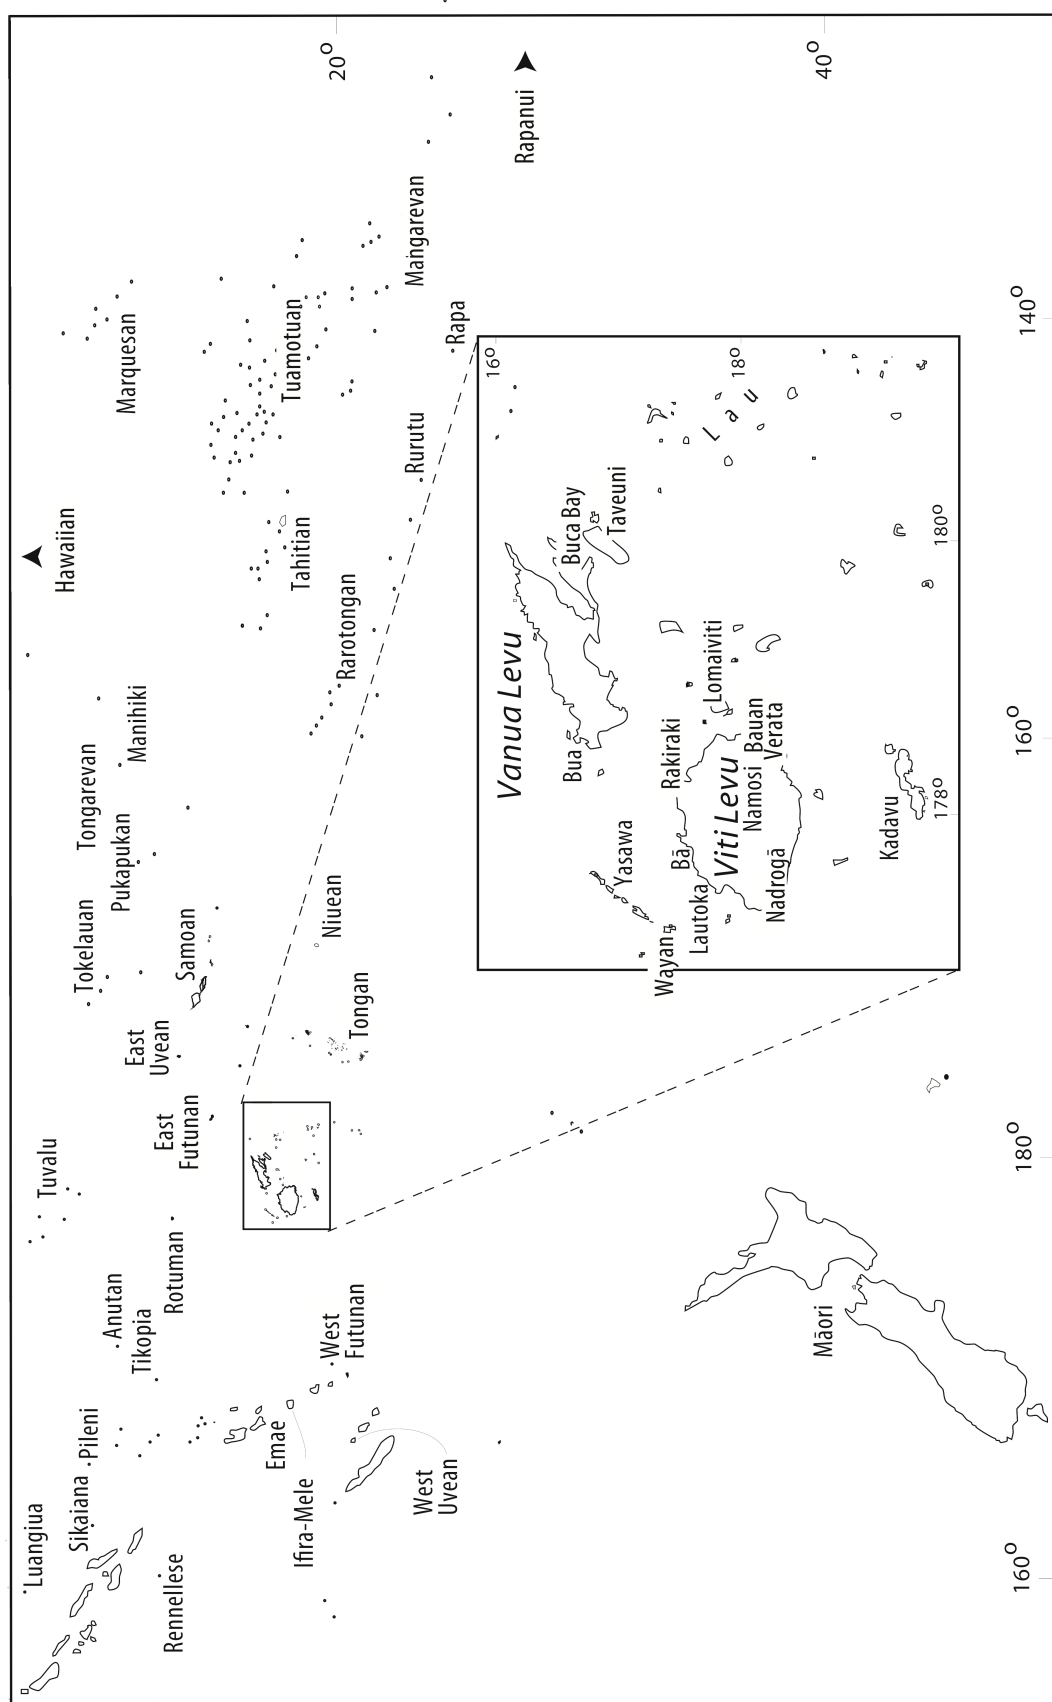 Luangiua
Sikaiana
Pileni
Rennellese
Anutan
Tikopia
Rotuman
Tuvalu
East
Futunan
East
Uvean
Tokelauan
Samoan
Pukapukan
Tongarevan
Manihiki
Hawaiian
Marquesan
Emae
Ifira-Mele
West
Futunan
West
Uvean
Tongan
Niuean
Rarotongan
Tahitian
Tuamotuan
Rurutu
Rapa
Mangarevan
Rapanui
20°
40°
Māori
160°
180°
160°
140°
Vanua Levu
Bua
Buca Bay
Taveuni
Yasawa
Wayan
Lautoka
Bā
Rakiraki
Viti Levu
Nadrogā
Namosi
Bauan
Verata
Lomaiviti
Lau
Kadavu
16°
18°
178°
180°